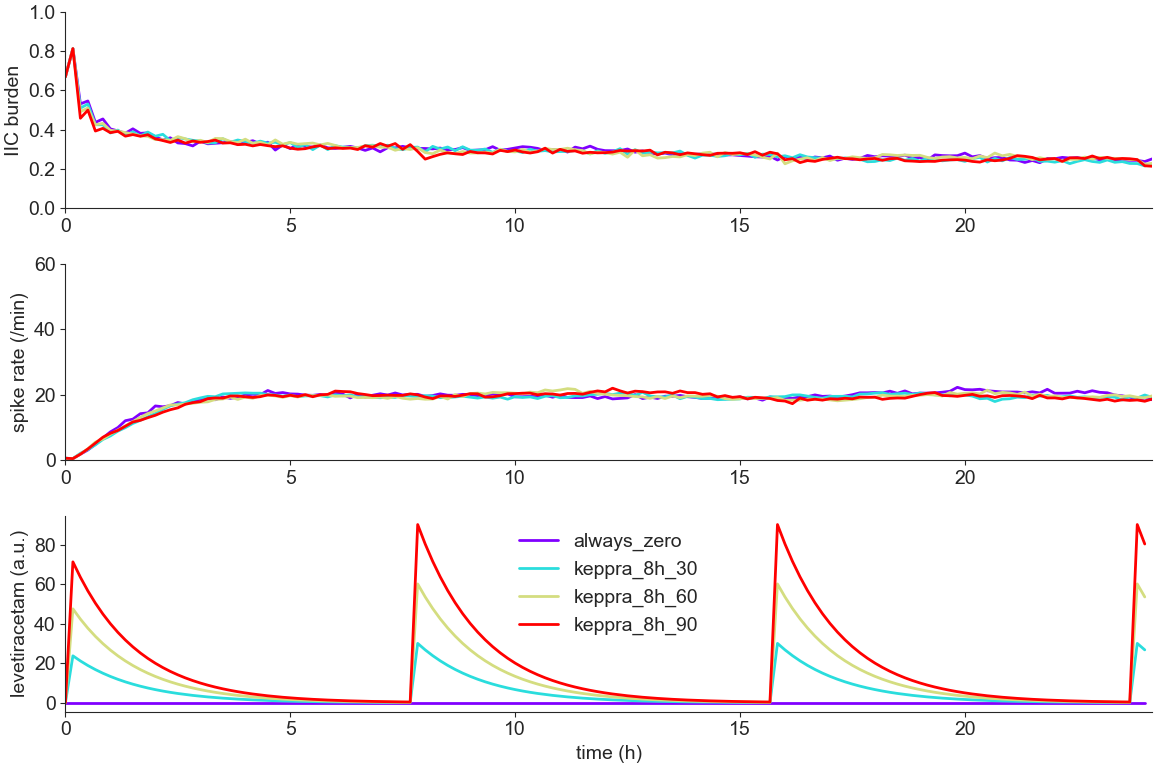 IIC burden
1.0
0.8
0.6
0.4
0.2
0.0
0 5 10 15 20
spike rate (/min)
60
40
20
0
0 5 10 15 20
levetiracetam (a.u.)
80
60
40
20
0
always_zero
keppra_8h_30
keppra_8h_60
keppra_8h_90
0 5 10 15 20
time (h)